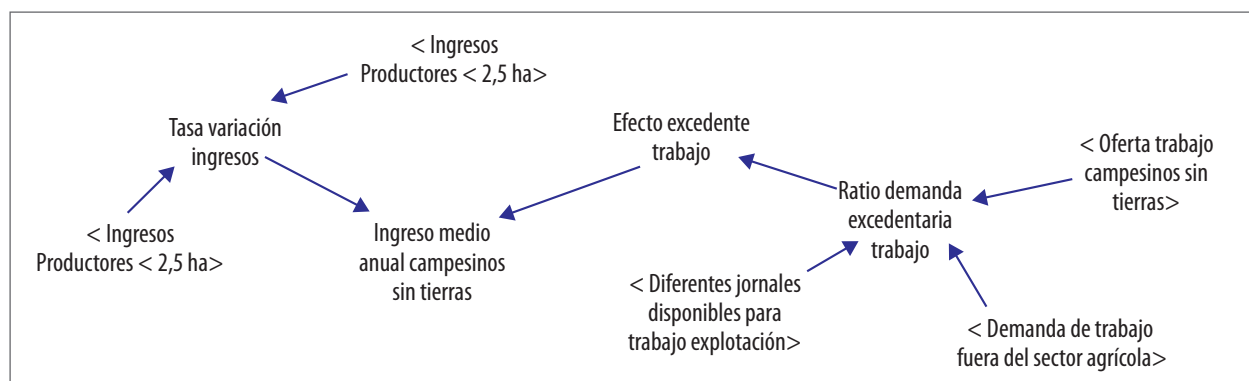 < Ingresos
Productores < 2,5 ha>
Tasa variación
ingresos
< Ingresos
Productores < 2,5 ha>
Ingreso medio
anual campesinos
sin tierras
Efecto excedente
trabajo
Ratio demanda
excedentaria
trabajo
< Oferta trabajo
campesinos sin
tierras>
< Diferentes jornales
disponibles para
trabajo explotación>
< Demanda de trabajo
fuera del sector agrícola>